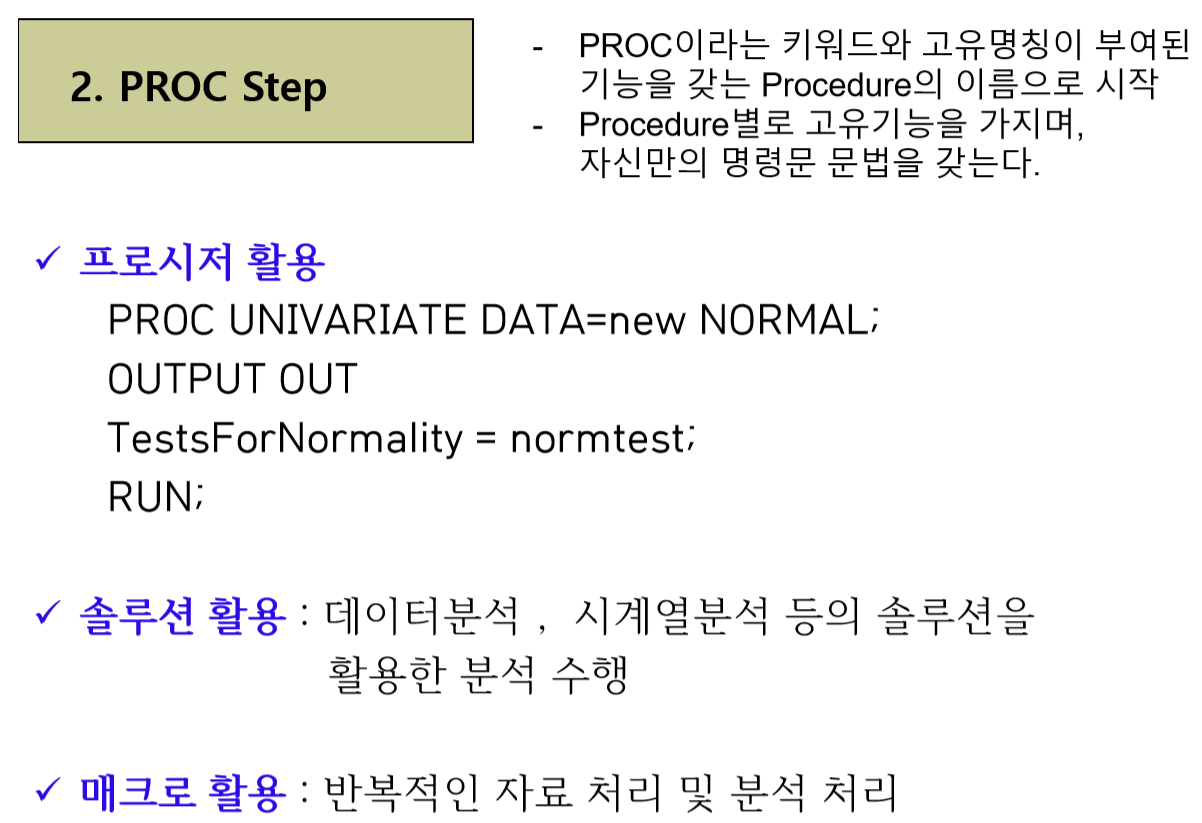 2. PROC Step
- PROC이라는 키워드와 고유명칭이 부여된
기능을 갖는 Procedure의 이름으로 시작
- Procedure별로 고유기능을 가지며,
자신만의 명령문 문법을 갖는다.
✓ 프로시저 활용
PROC UNIVARIATE DATA=new NORMAL;
OUTPUT OUT
TestsForNormality = normtest;
RUN;
✓ 솔루션 활용 : 데이터분석 , 시계열분석 등의 솔루션을
활용한 분석 수행
✓ 매크로 활용 : 반복적인 자료 처리 및 분석 처리